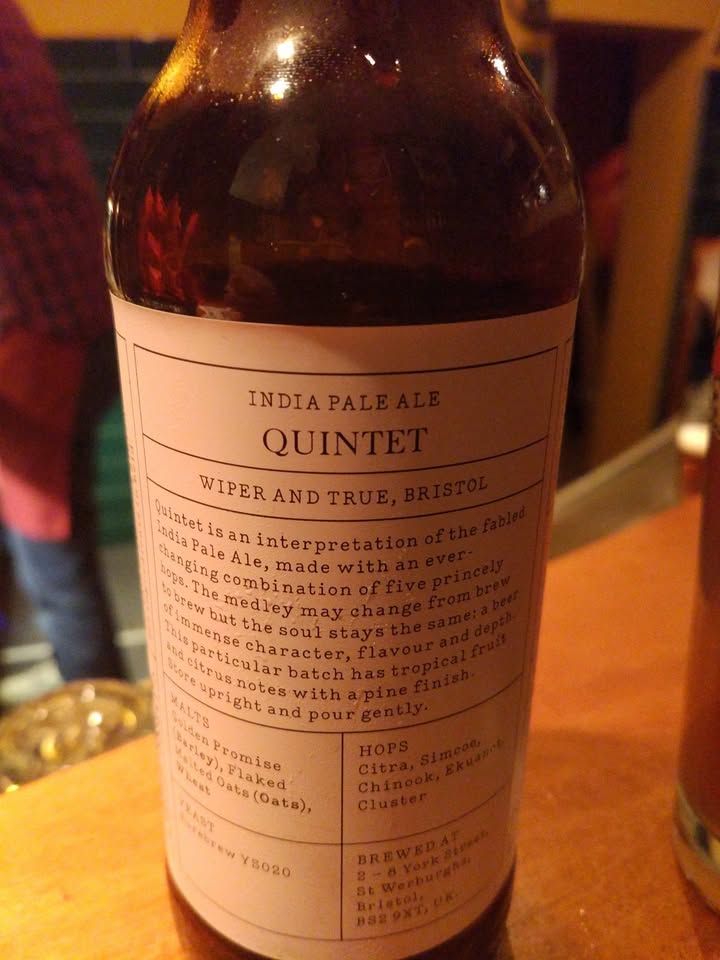 INDIA PALE ALE
QUINTET
WIPER AND TRUE, BRISTOL
Quintet is an interpretation of the fabled
India Pale Ale, made with an ever-
changing combination of five princely
hops. The medley may change from brew
to brew but the soul stays the same: a beer
of immense character, flavour and depth.
This particular batch has tropical fruit
and citrus notes with a pine finish.
Store upright and pour gently.
MALTS
Golden Promise
(Barley), Flaked
Malted Oats (Oats),
Wheat
HOPS
Citra, Simcoe,
Chinook, Ekuanot,
Cluster
YEAST
YS020
BREWED AT
2 – 8 York Street,
St Werburghs,
Bristol,
BS2 9XT, UK.